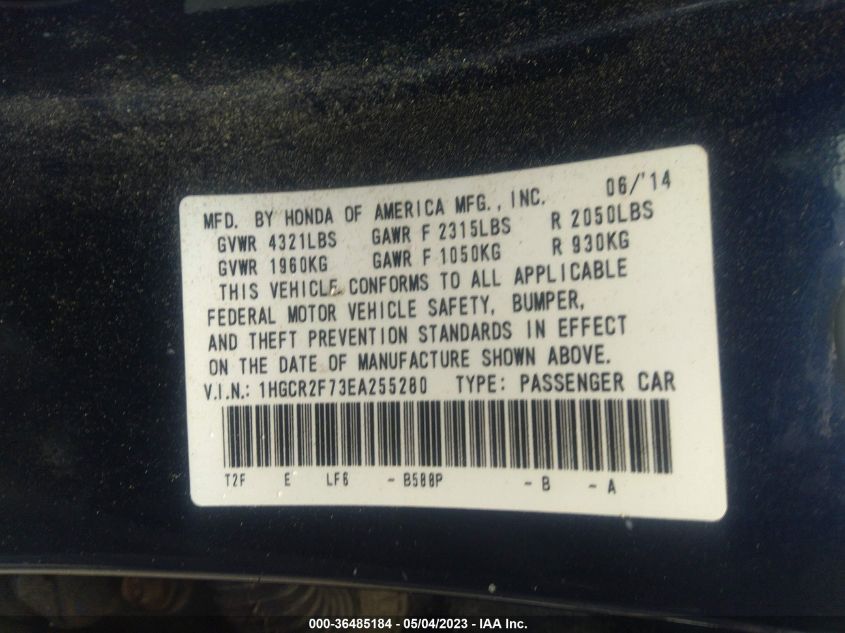 MFD. BY HONDA OF AMERICA MFG., INC. 06/'14
GVWR 4321LBS GAWR F 2315LBS R 2050LBS
GVWR 1960KG GAWR F 1050KG R 930KG
THIS VEHICLE CONFORMS TO ALL APPLICABLE
FEDERAL MOTOR VEHICLE SAFETY, BUMPER,
AND THEFT PREVENTION STANDARDS IN EFFECT
ON THE DATE OF MANUFACTURE SHOWN ABOVE.
V.I.N.: 1HGCR2F73EA255280 TYPE: PASSENGER CAR
T2F E LF6 - B588P - B - A
000-36485184 - 05/04/2023 - IAA Inc.